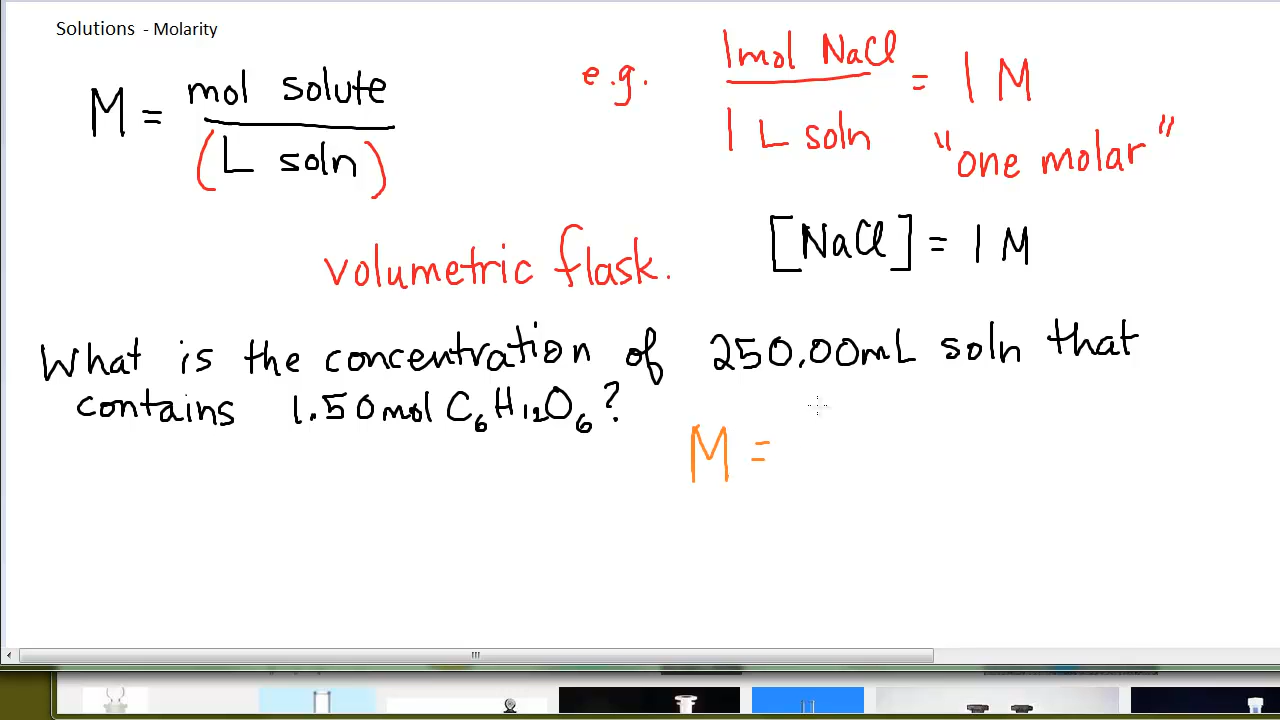 Solutions - Molarity
M = mol solute
(L soln)
e.g. 1mol NaCl = 1 M
1 L soln "one molar"
[NaCl] = 1 M
volumetric flask.
What is the concentration of 250.00mL soln that
contains 1.50mol C6H12O6?
M =